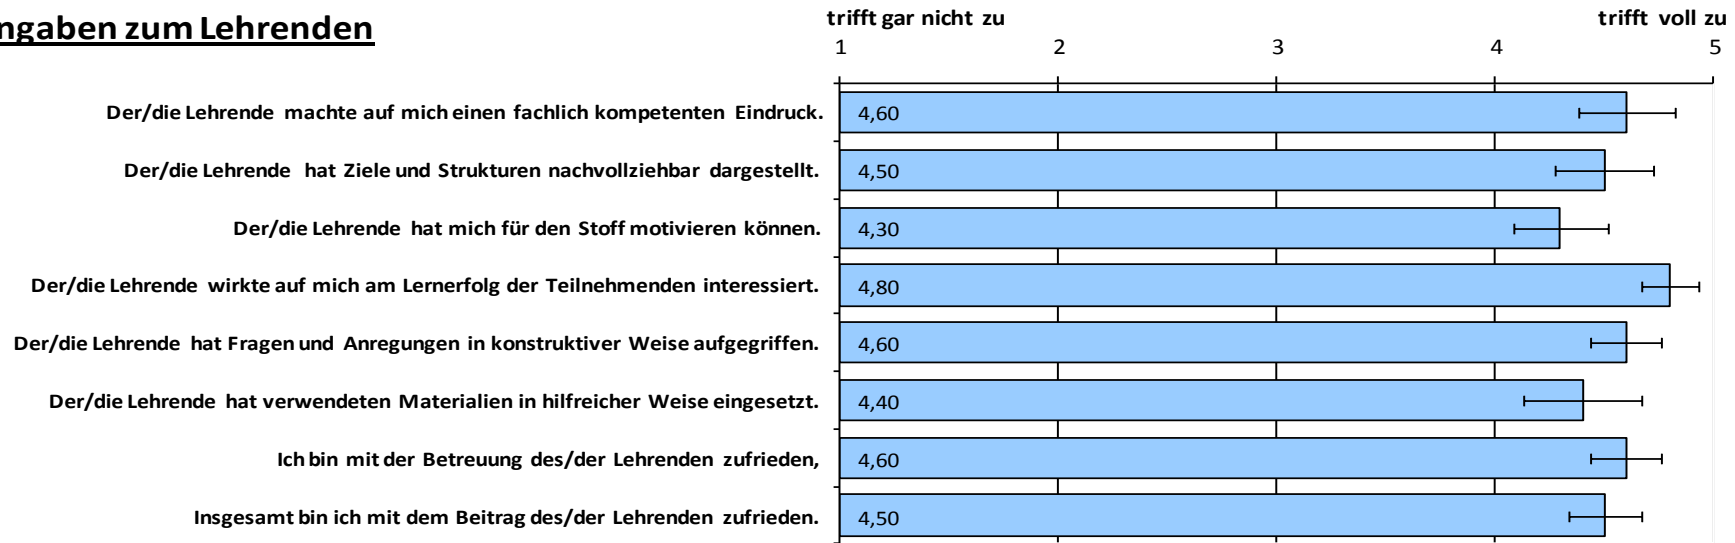 ngaben zum Lehrenden
trifft gar nicht zu trifft voll zu
1 2 3 4 5
Der/die Lehrende machte auf mich einen fachlich kompetenten Eindruck. 4,60
Der/die Lehrende hat Ziele und Strukturen nachvollziehbar dargestellt. 4,50
Der/die Lehrende hat mich für den Stoff motivieren können. 4,30
Der/die Lehrende wirkte auf mich am Lernerfolg der Teilnehmenden interessiert. 4,80
Der/die Lehrende hat Fragen und Anregungen in konstruktiver Weise aufgegriffen. 4,60
Der/die Lehrende hat verwendeten Materialien in hilfreicher Weise eingesetzt. 4,40
Ich bin mit der Betreuung des/der Lehrenden zufrieden, 4,60
Insgesamt bin ich mit dem Beitrag des/der Lehrenden zufrieden. 4,50